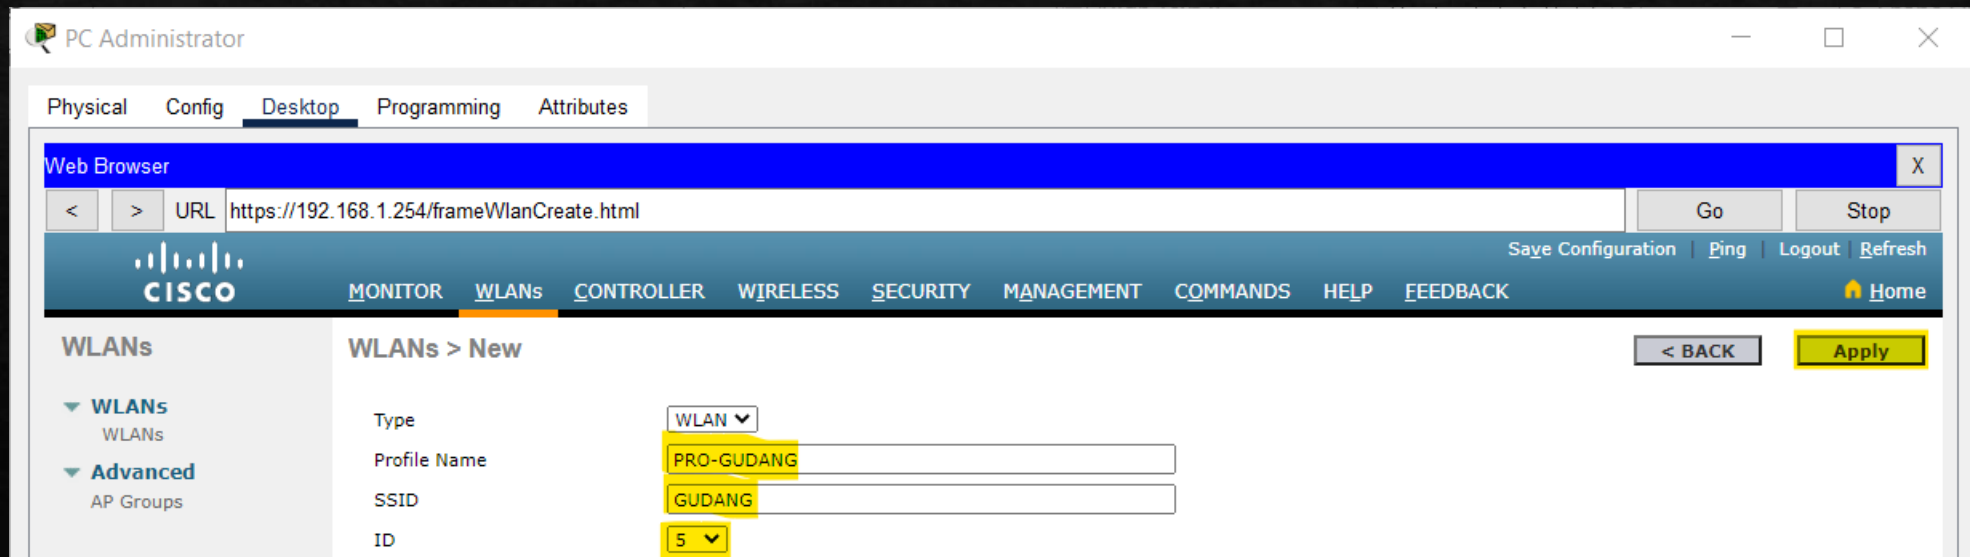 PC Administrator
Physical Config Desktop Programming Attributes
Web Browser X
< > URL https://192.168.1.254/frameWlanCreate.html Go Stop
Save Configuration | Ping | Logout | Refresh
CISCO MONITOR WLANs CONTROLLER WIRELESS SECURITY MANAGEMENT COMMANDS HELP FEEDBACK Home
WLANs WLANs > New < BACK Apply
WLANs
WLANs
Advanced
AP Groups
Type WLAN
Profile Name PRO-GUDANG
SSID GUDANG
ID 5